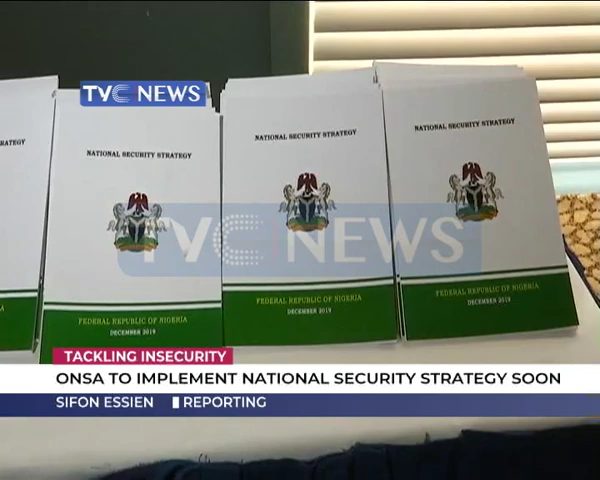 TVC NEWS
RATEGY
NATIONAL SECURITY STRATEGY
NATIONAL SECURITY STRATEGY
NATIONAL SECURITY STRATEGY
TVC NEWS
FEDERAL REPUBLIC OF NIGERIA
DECEMBER 2019
FEDERAL REPUBLIC OF NIGERIA
DECEMBER 2019
FEDERAL REPUBLIC OF NIGERIA
DECEMBER 2019
TACKLING INSECURITY
ONSA TO IMPLEMENT NATIONAL SECURITY STRATEGY SOON
SIFON ESSIEN REPORTING